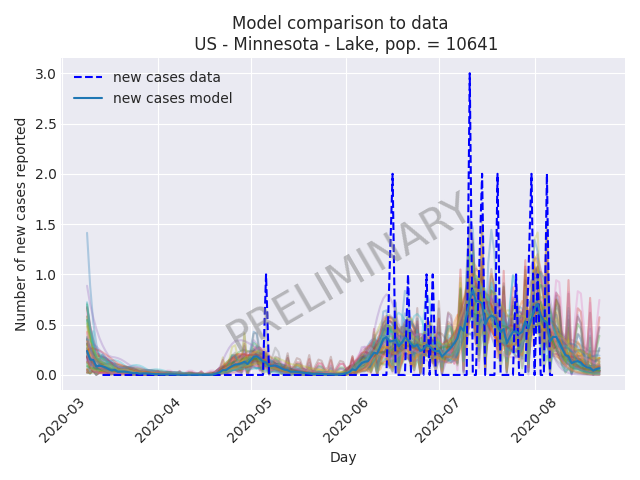 Model comparison to data
US - Minnesota - Lake, pop. = 10641
new cases data
new cases model
PRELIMINARY
Number of new cases reported
3.0
2.5
2.0
1.5
1.0
0.5
0.0
2020-03
2020-04
2020-05
2020-06
2020-07
2020-08
Day